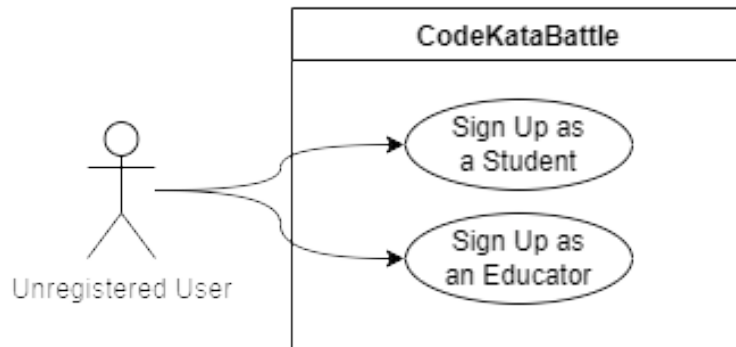 CodeKataBattle
Sign Up as
a Student
Sign Up as
an Educator
Unregistered User